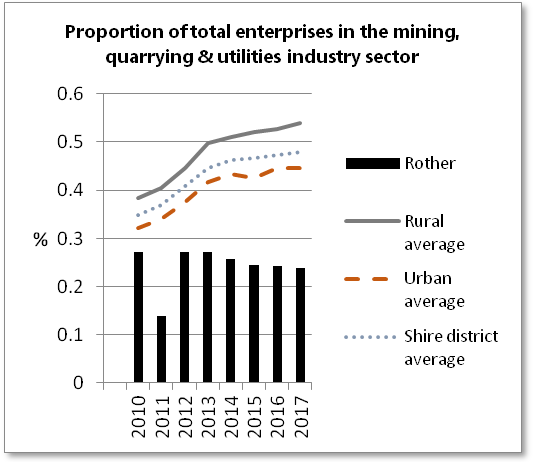 Proportion of total enterprises in the mining,
quarrying & utilities industry sector
0.6
0.5
0.4
0.3
0.2
0.1
0
%
2010
2011
2012
2013
2014
2015
2016
2017
Rother
Rural
average
Urban
average
Shire district
average